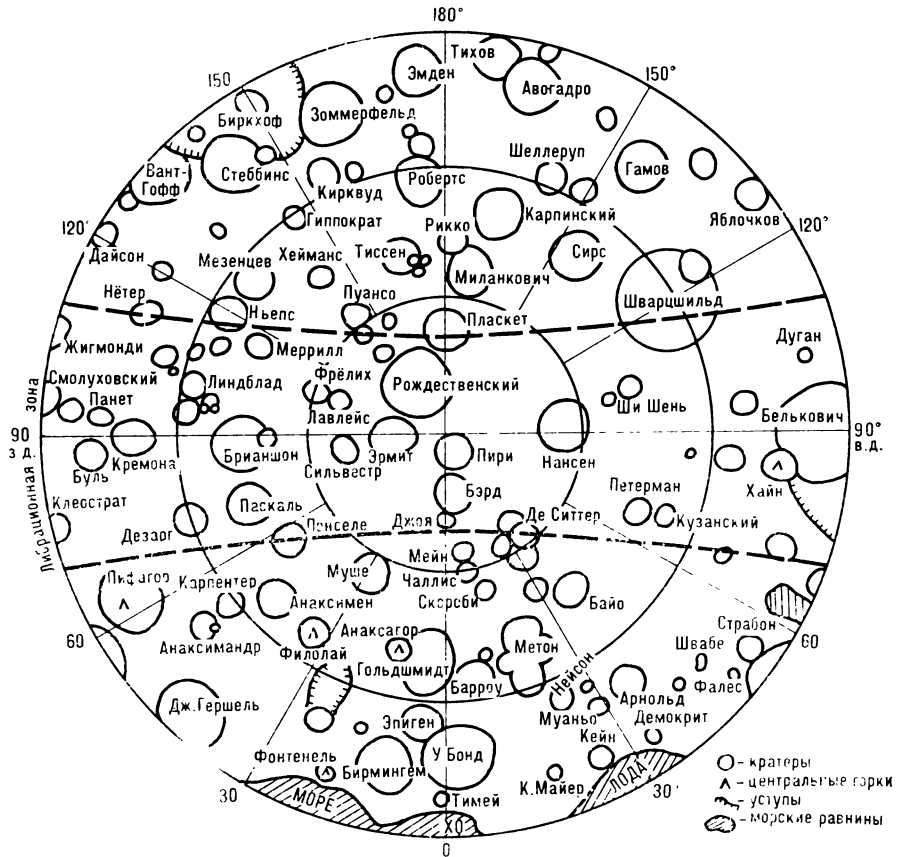 180°
Тихов
150
Эмден
150°
Авогадро
Биркхоф
Зоммерфельд
Шеллеруп
Вант-
Гофф
Стеббинс
Кирквуд
Робертс
Гамов
Гиппократ
Рикко
Карпинский
Яблочков
120°
120°
Дайсон
Мезенцев
Хейманс
Тиссен
Сирс
Миланкович
Нётер
Ньепс
Пуансо
Пласкет
Шварцшильд
Жигмонди
Меррилл
Дуган
Смолуховский
Панет
Линдблад
Фрёлих
Рождественский
Ши Шень
Белькович
Лавлейс
90
з д.
90°
в.д.
Либрационная зона
Буль
Кремона
Брианшон
Сильвестр
Эрмит
Пири
Нансен
Хайн
Клеострат
Паскаль
Бэрд
Петерман
Дезарг
Понселе
Джоя
Де Ситтер
Кузанский
Пифагор
Карпентер
Муше
Мейн
Чаллис
Скорсби
Анаксимен
Байо
Страбон
60
60
Анаксимандр
Анаксагор
Филолай
Гольдшмидт
Метон
Швабе
Барроу
Нейсон
Арнольд
Фалес
Дж.Гершель
Эпиген
Муаньо
Демокрит
Кейн
Фонтенель
Бирмингем
У Бонд
К.Майер
ЛОДА
30
МОРЕ
Тимей
ХО
30
0
- кратеры
- центральные горки
- уступы
- морские равнины